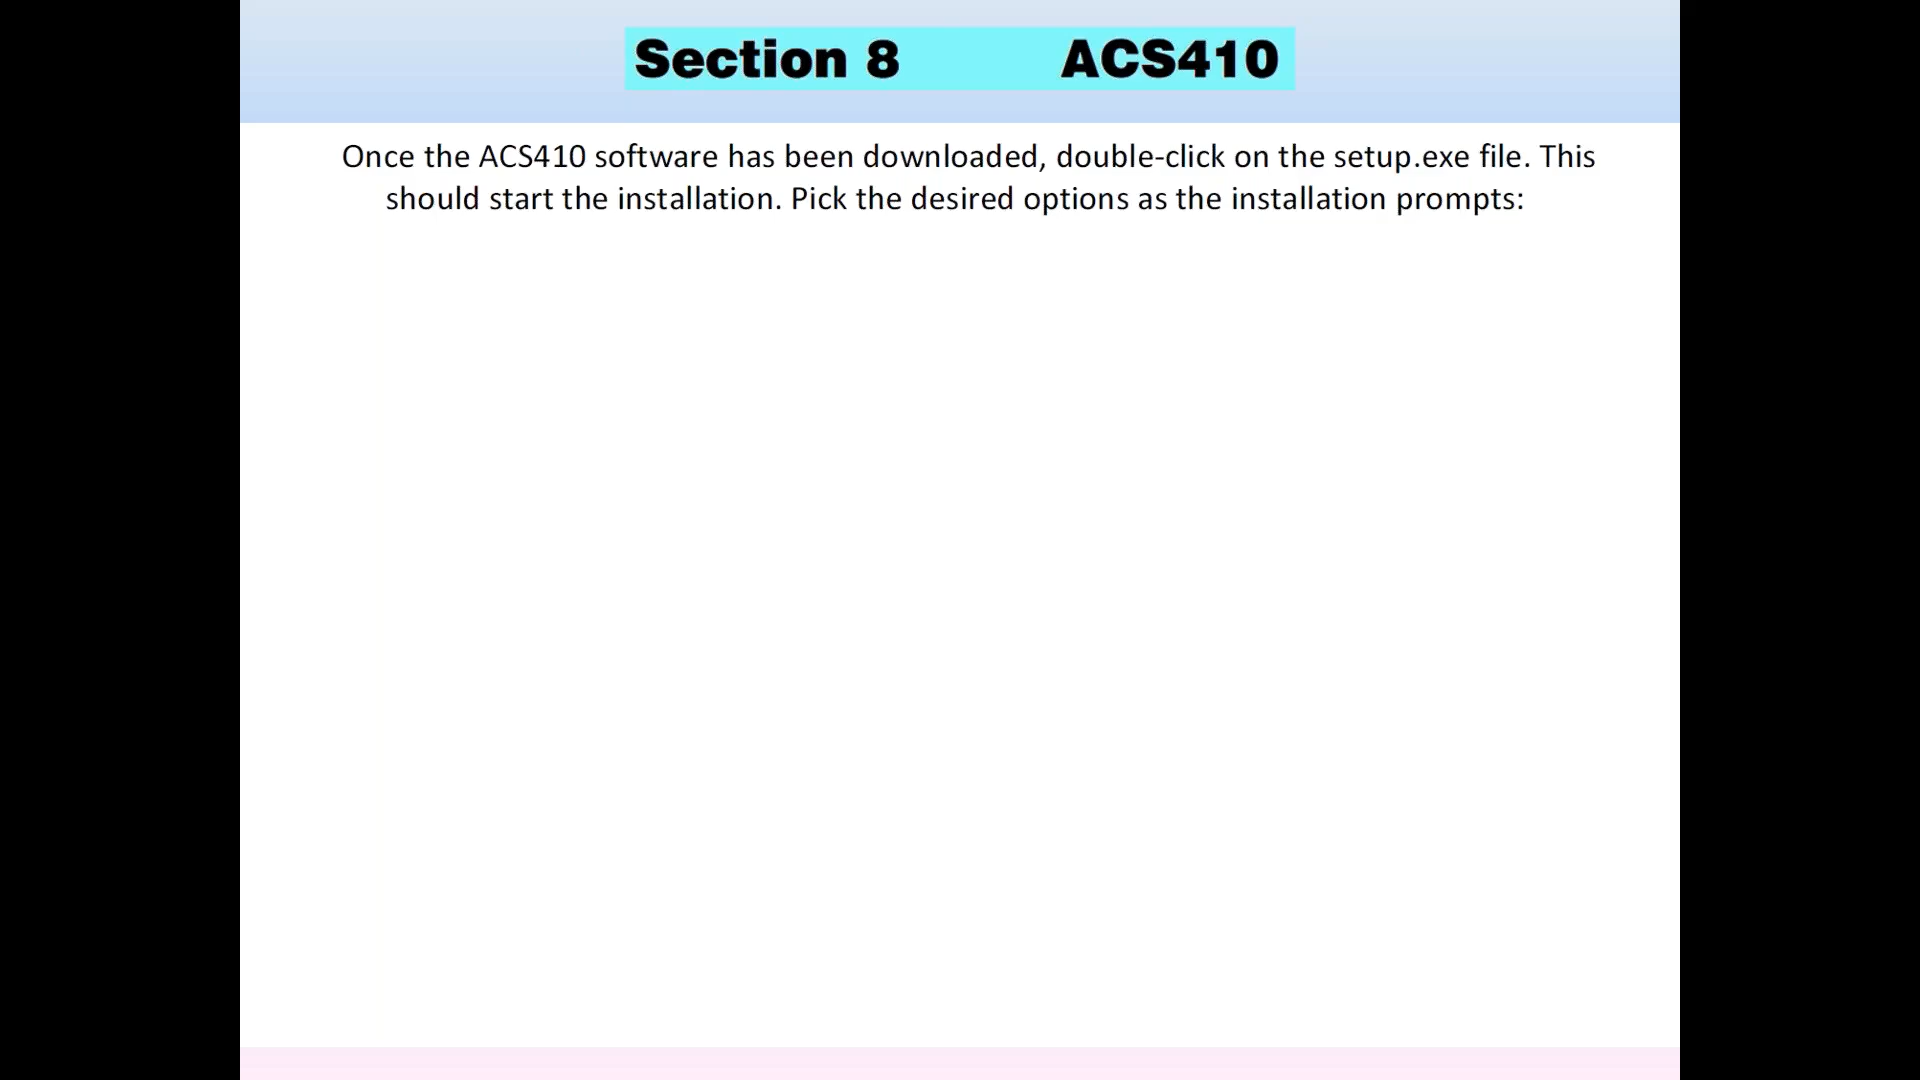 Section 8 ACS410
Once the ACS410 software has been downloaded, double-click on the setup.exe file. This
should start the installation. Pick the desired options as the installation prompts: